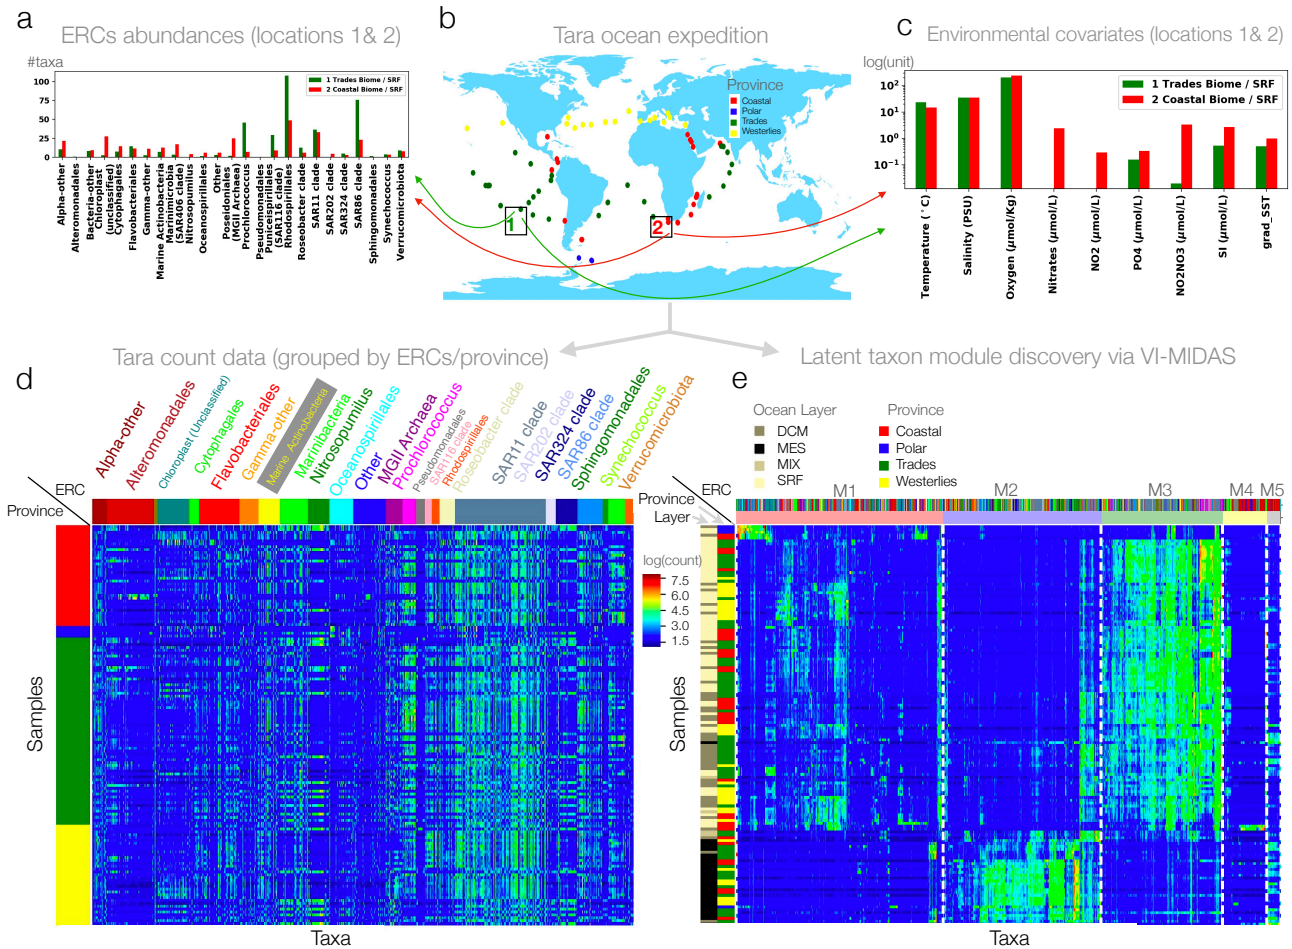 a
ERCs abundances (locations 1& 2)
#taxa
100
75
50
25
0
1 Trades Biome / SRF
2 Coastal Biome / SRF
Alpha-other
Alteromonadales
Bacteria-other
Chloroplast
(unclassified)
Cytophagales
Flavobacteriales
Gamma-other
Marine Actinobacteria
Marinimicrobia
(SAR406 clade)
Nitrosopumilus
Oceanospirillales
Other
Poseidoniales
(MGII Archaea)
Prochlorococcus
Pseudomonadales
Puniceispirillales
(SAR116 clade)
Rhodospirillales
Roseobacter clade
SAR11 clade
SAR202 clade
SAR324 clade
SAR86 clade
Sphingomonadales
Synechococcus
Verrucomicrobiota
b
Tara ocean expedition
Province
Coastal
Polar
Trades
Westerlies
1
2
c
Environmental covariates (locations 1& 2)
log(unit)
10²
10¹
10⁰
10⁻¹
1 Trades Biome / SRF
2 Coastal Biome / SRF
Temperature (°C)
Salinity (PSU)
Oxygen (μmol/Kg)
Nitrates (μmol/L)
NO2 (μmol/L)
PO4 (μmol/L)
NO2NO3 (μmol/L)
SI (μmol/L)
grad_SST
Tara count data (grouped by ERCs/province)
d
Alpha-other
Alteromonadales
Chloroplast (Unclassified)
Cytophagales
Flavobacteriales
Gamma-other
Marine Actinobacteria
Marinibacteria
Nitrosopumilus
Oceanospirillales
Other
MGII Archaea
Prochlorococcus
Pseudomonadales
SAR116 clade
Rhodospirillales
Roseobacter clade
SAR11 clade
SAR202 clade
SAR324 clade
SAR86 clade
Sphingomonadales
Synechococcus
Verrucomicrobiota
ERC
Province
Samples
Taxa
log(count)
7.5
6.0
4.5
3.0
1.5
Latent taxon module discovery via VI-MIDAS
e
Ocean Layer
DCM
MES
MIX
SRF
Province
Coastal
Polar
Trades
Westerlies
ERC
Province
Layer
M1
M2
M3
M4
M5
Samples
Taxa